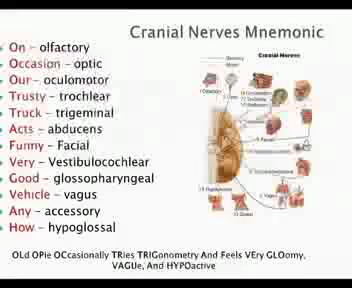 Cranial Nerves Mnemonic
On – olfactory
Occasion – optic
Our – oculomotor
Trusty – trochlear
Truck – trigeminal
Acts – abducens
Funny – Facial
Very – Vestibulocochlear
Good – glossopharyngeal
Vehicle – vagus
Any – accessory
How – hypoglossal
Cranial Nerves
OLd OPie OCcasionally TRies TRIGonometry And Feels VEry GLOomy,
VAGUe, And HYPOactive